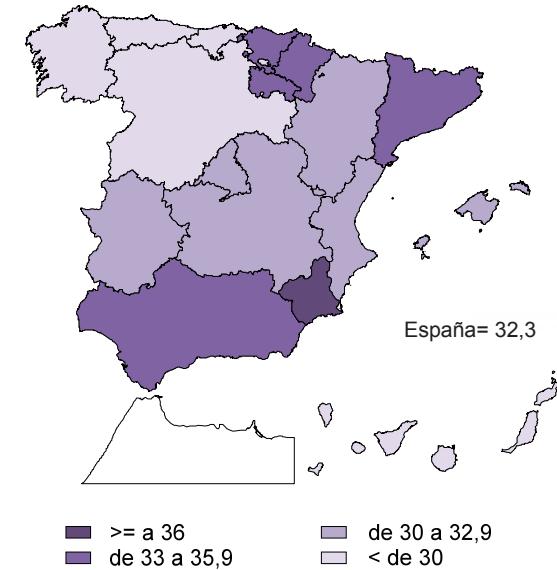 España= 32,3
>= a 36
de 33 a 35,9
de 30 a 32,9
< de 30